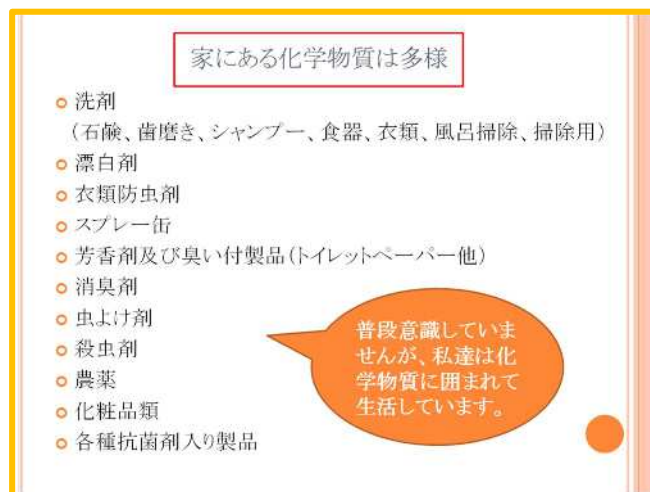 家にある化学物質は多様
洗剤
（石鹸、歯磨き、シャンプー、食器、衣類、風呂掃除、掃除用）
漂白剤
衣類防虫剤
スプレー缶
芳香剤及び臭い付製品（トイレットペーパー他）
消臭剤
虫よけ剤
殺虫剤
農薬
化粧品類
各種抗菌剤入り製品
普段意識していま
せんが、私達は化
学物質に囲まれて
生活しています。